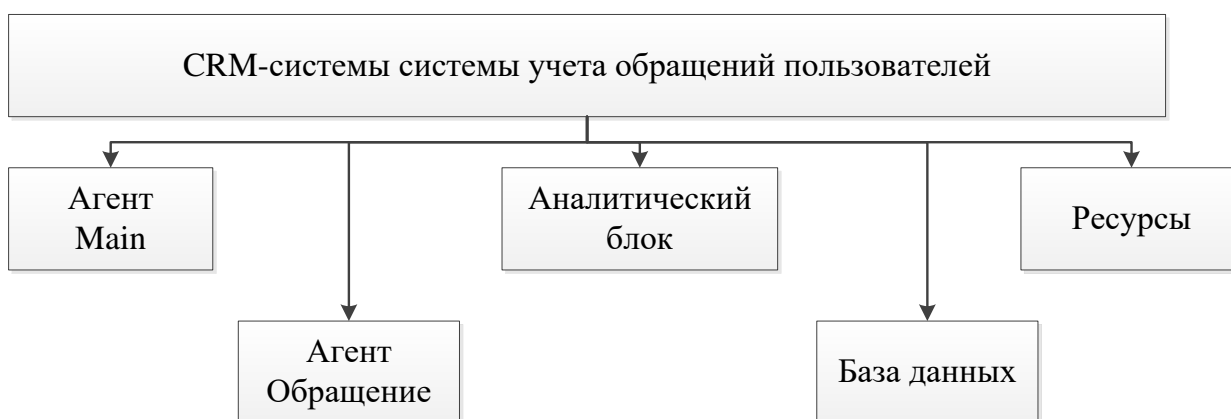 CRM-системы системы учета обращений пользователей
Агент
Main
Аналитический
блок
Ресурсы
Агент
Обращение
База данных